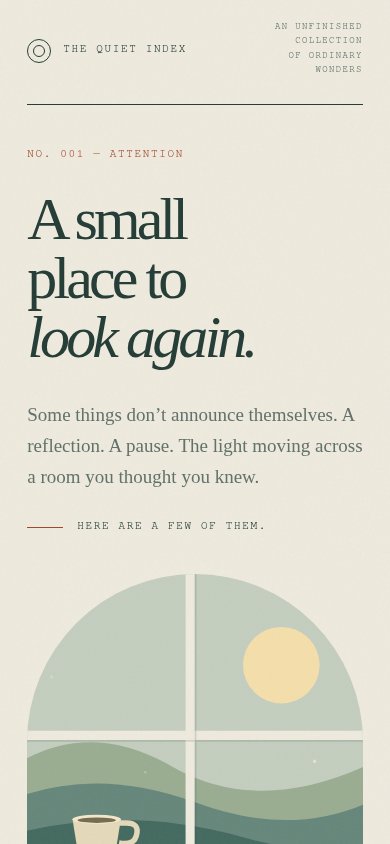 THE QUIET INDEX
AN UNFINISHED
COLLECTION
OF ORDINARY
WONDERS
NO. 001 — ATTENTION
A small
place to
look again.
Some things don’t announce themselves. A
reflection. A pause. The light moving across
a room you thought you knew.
HERE ARE A FEW OF THEM.